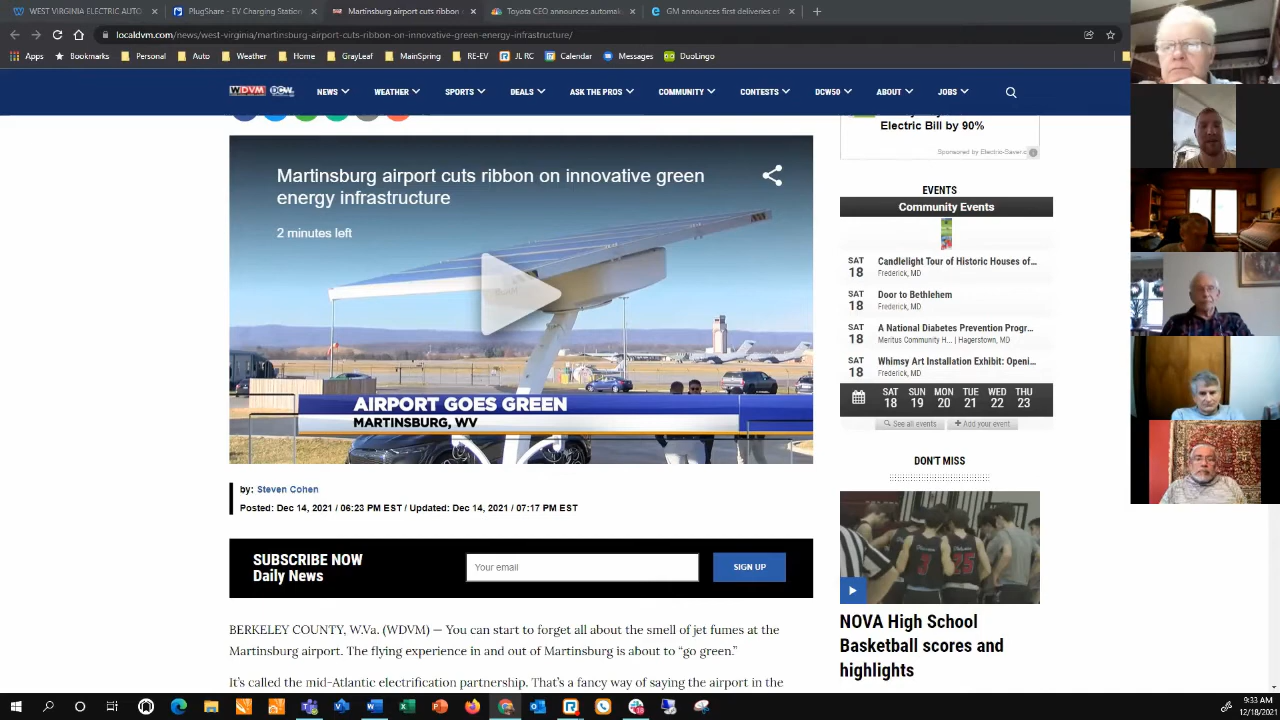 WEST VIRGINIA ELECTRIC AUTO
PlugShare - EV Charging Station
Martinsburg airport cuts ribbon
Toyota CEO announces automak
GM announces first deliveries of
localdvm.com/news/west-virginia/martinsburg-airport-cuts-ribbon-on-innovative-green-energy-infrastructure/
Apps
Bookmarks
Personal
Auto
Weather
Home
GrayLeaf
MainSpring
RE-EV
JL RC
Calendar
Messages
DuoLingo
WDVM
DCW
NEWS
WEATHER
SPORTS
DEALS
ASK THE PROS
COMMUNITY
CONTESTS
DCW50
ABOUT
JOBS
Martinsburg airport cuts ribbon on innovative green
energy infrastructure
2 minutes left
AIRPORT GOES GREEN
MARTINSBURG, WV
by: Steven Cohen
Posted: Dec 14, 2021 / 06:23 PM EST / Updated: Dec 14, 2021 / 07:17 PM EST
SUBSCRIBE NOW
Daily News
Your email
SIGN UP
BERKELEY COUNTY, W.Va. (WDVM) — You can start to forget all about the smell of jet fumes at the
Martinsburg airport. The flying experience in and out of Martinsburg is about to “go green.”
It's called the mid-Atlantic electrification partnership. That's a fancy way of saying the airport in the
Electric Bill by 90%
Sponsored by Electric-Saver
EVENTS
Community Events
SAT
18
Candlelight Tour of Historic Houses of...
Frederick, MD
SAT
18
Door to Bethlehem
Frederick, MD
SAT
18
A National Diabetes Prevention Progr...
Meritus Community H... | Hagerstown, MD
SAT
18
Whimsy Art Installation Exhibit: Openi...
Frederick, MD
SAT SUN MON TUE WED THU
18 19 20 21 22 23
See all events
Add your event
DON'T MISS
NOVA High School
Basketball scores and
highlights
9:33 AM
12/18/2021